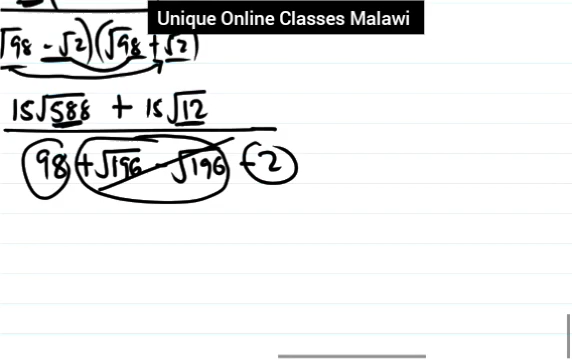 Unique Online Classes Malawi
√98 - √2)(√98 + √2)
15√588 + 15√12
98 + √196 - √196 - 2